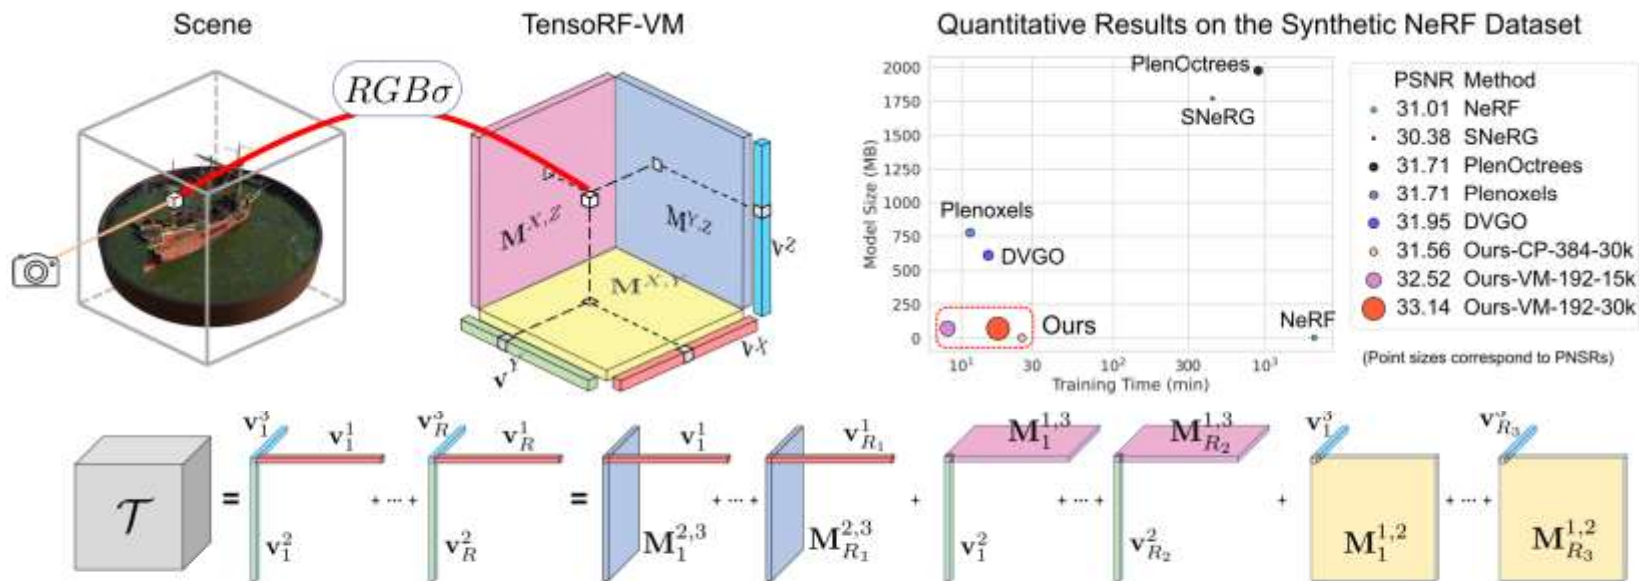 Scene
TensoRF-VM
Quantitative Results on the Synthetic NeRF Dataset
RGBσ
M^{X,Z}
M^{Y,Z}
M^{X,Y}
v^Z
v^Y
v^X
Model Size (MB)
2000
1750
1500
1250
1000
750
500
250
0
PlenOctrees
SNeRG
Plenoxels
DVGO
Ours
NeRF
10^1 30 100 300 10^3
Training Time (min)
PSNR Method
31.01 NeRF
30.38 SNeRG
31.71 PlenOctrees
31.71 Plenoxels
31.95 DVGO
31.56 Ours-CP-384-30k
32.52 Ours-VM-192-15k
33.14 Ours-VM-192-30k
(Point sizes correspond to PNSRs)
v_1^3 v_1^1 v_R^3 v_R^1 v_1^1 v_{R_1}^1 M_1^{1,3} M_{R_2}^{1,3} v_1^3 v_{R_3}^3
𝒯 = + ··· + = + ··· + + + ··· + + + ··· +
v_1^2 v_R^2 M_1^{2,3} M_{R_1}^{2,3} v_1^2 v_{R_2}^2 M_1^{1,2} M_{R_3}^{1,2}